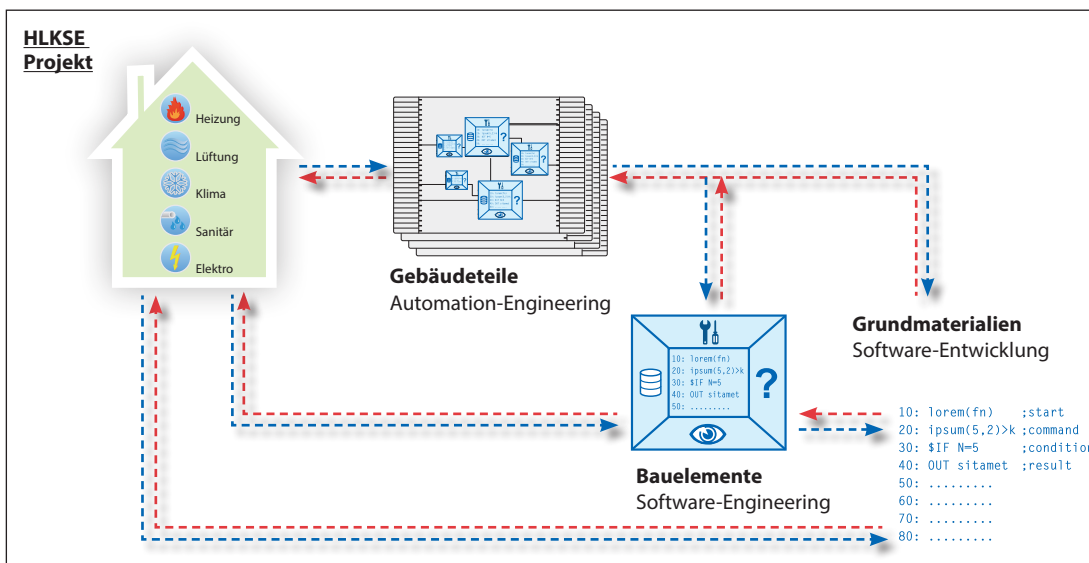 HLKSE
Projekt
Heizung
Lüftung
Klima
Sanitär
Elektro
Gebäudeteile
Automation-Engineering
10: lorem(fn)
20: ipsum(5,2)>k
30: $IF N=5
40: OUT sitamet
50: .........
?
Bauelemente
Software-Engineering
Grundmaterialien
Software-Entwicklung
10: lorem(fn) ;start
20: ipsum(5,2)>k ;command
30: $IF N=5 ;condition
40: OUT sitamet ;result
50: .........
60: .........
70: .........
80: .........